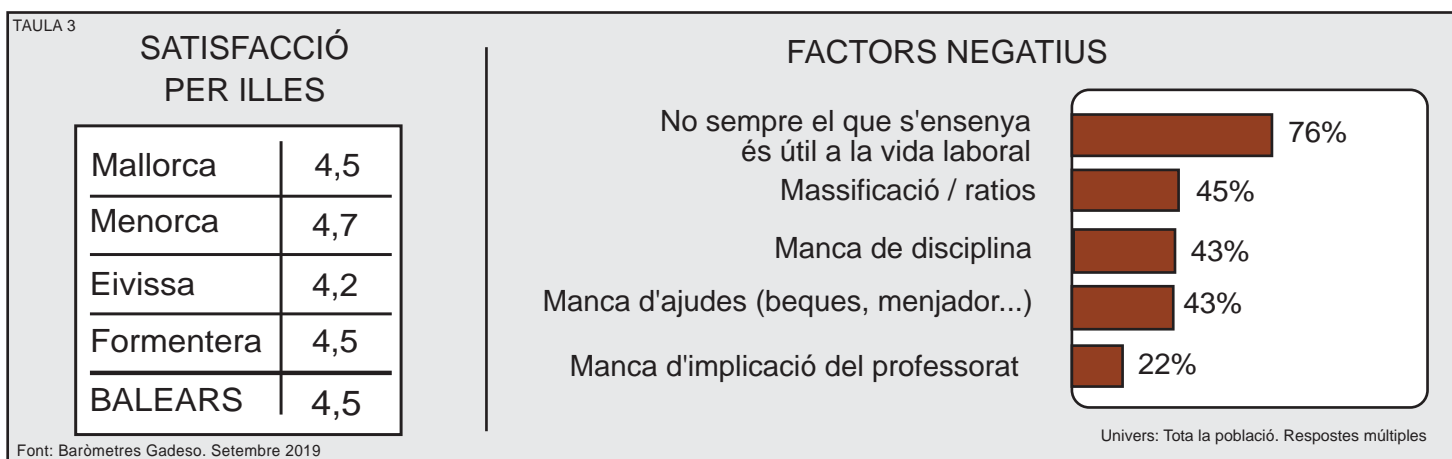 TAULA 3
SATISFACCIÓ
PER ILLES
Mallorca 4,5
Menorca 4,7
Eivissa 4,2
Formentera 4,5
BALEARS 4,5
Font: Baròmetres Gadeso. Setembre 2019
FACTORS NEGATIUS
No sempre el que s'ensenya
és útil a la vida laboral 76%
Massificació / ratios 45%
Manca de disciplina 43%
Manca d'ajudes (beques, menjador...) 43%
Manca d'implicació del professorat 22%
Univers: Tota la població. Respostes múltiples